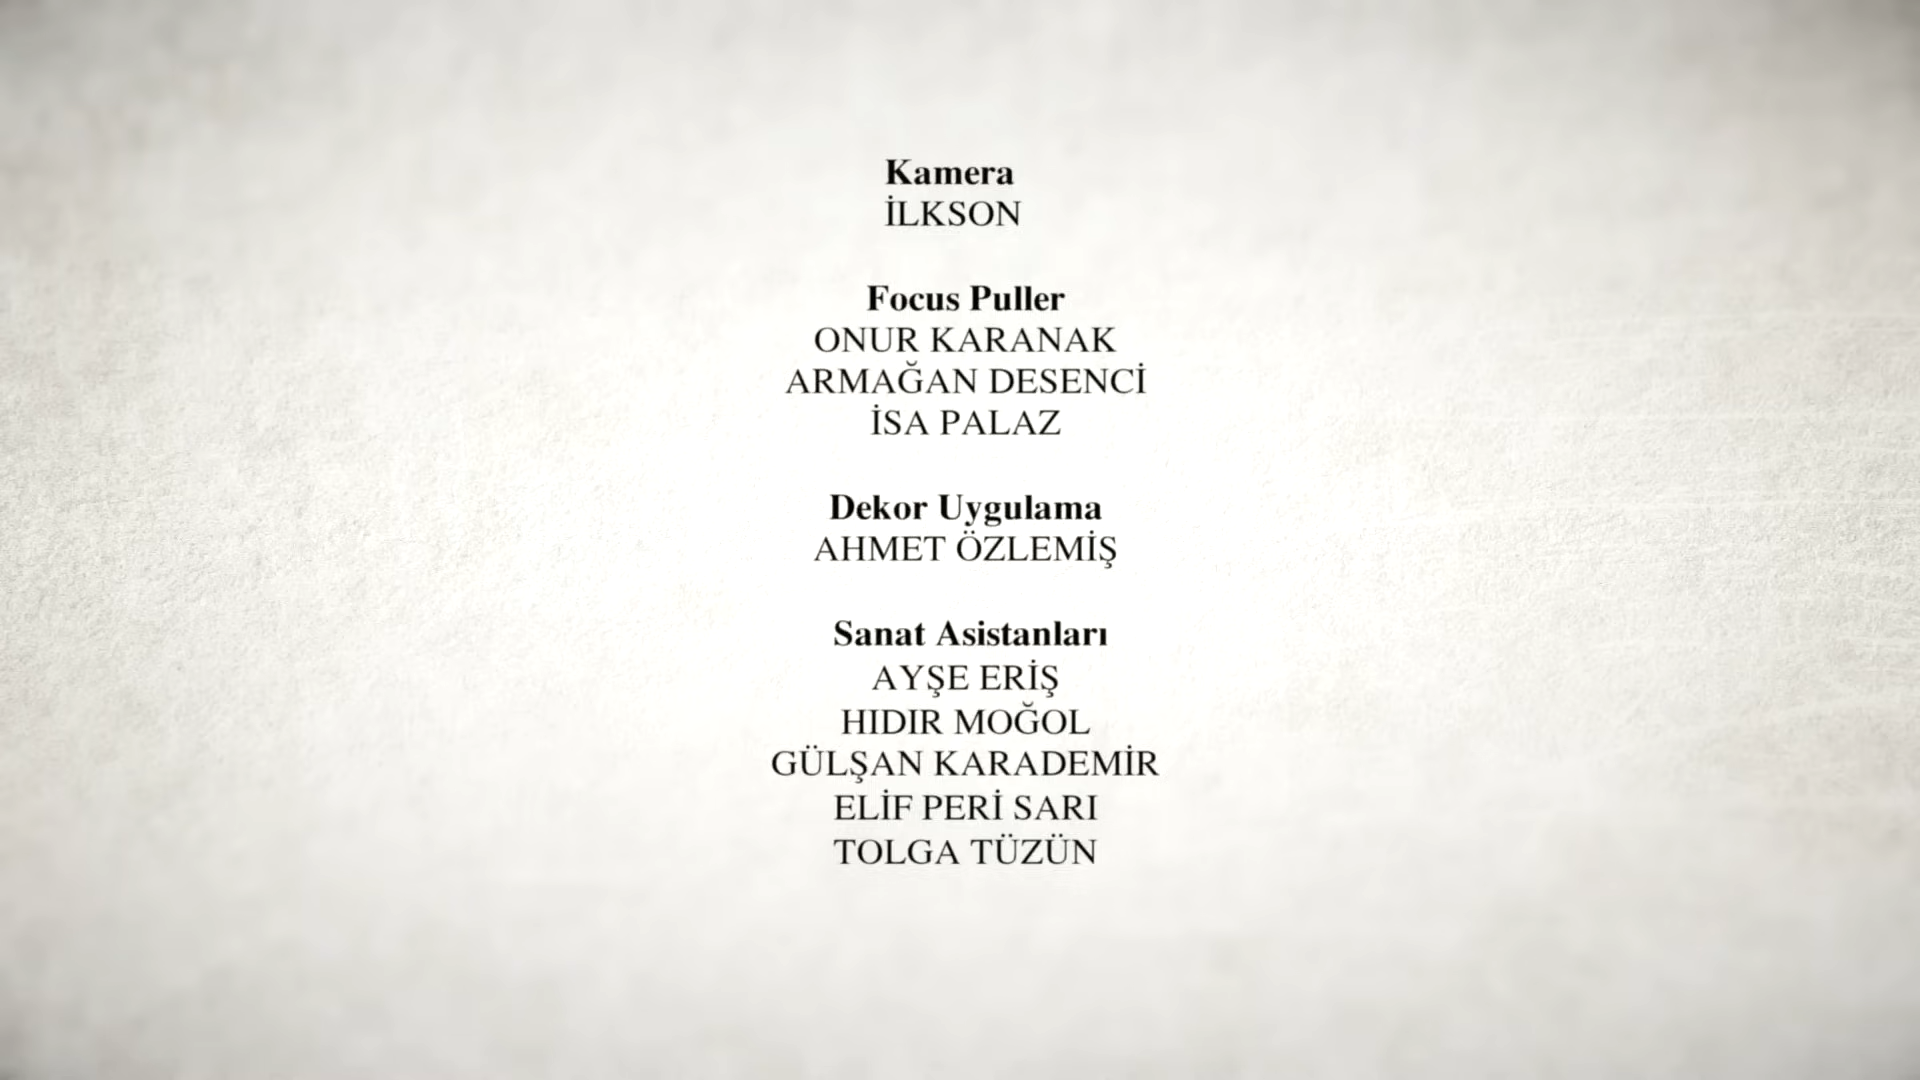 Kamera
İLKSON
Focus Puller
ONUR KARANAK
ARMAĞAN DESENCİ
İSA PALAZ
Dekor Uygulama
AHMET ÖZLEMİŞ
Sanat Asistanları
AYŞE ERİŞ
HIDIR MOĞOL
GÜLŞAN KARADEMİR
ELİF PERİ SARI
TOLGA TÜZÜN